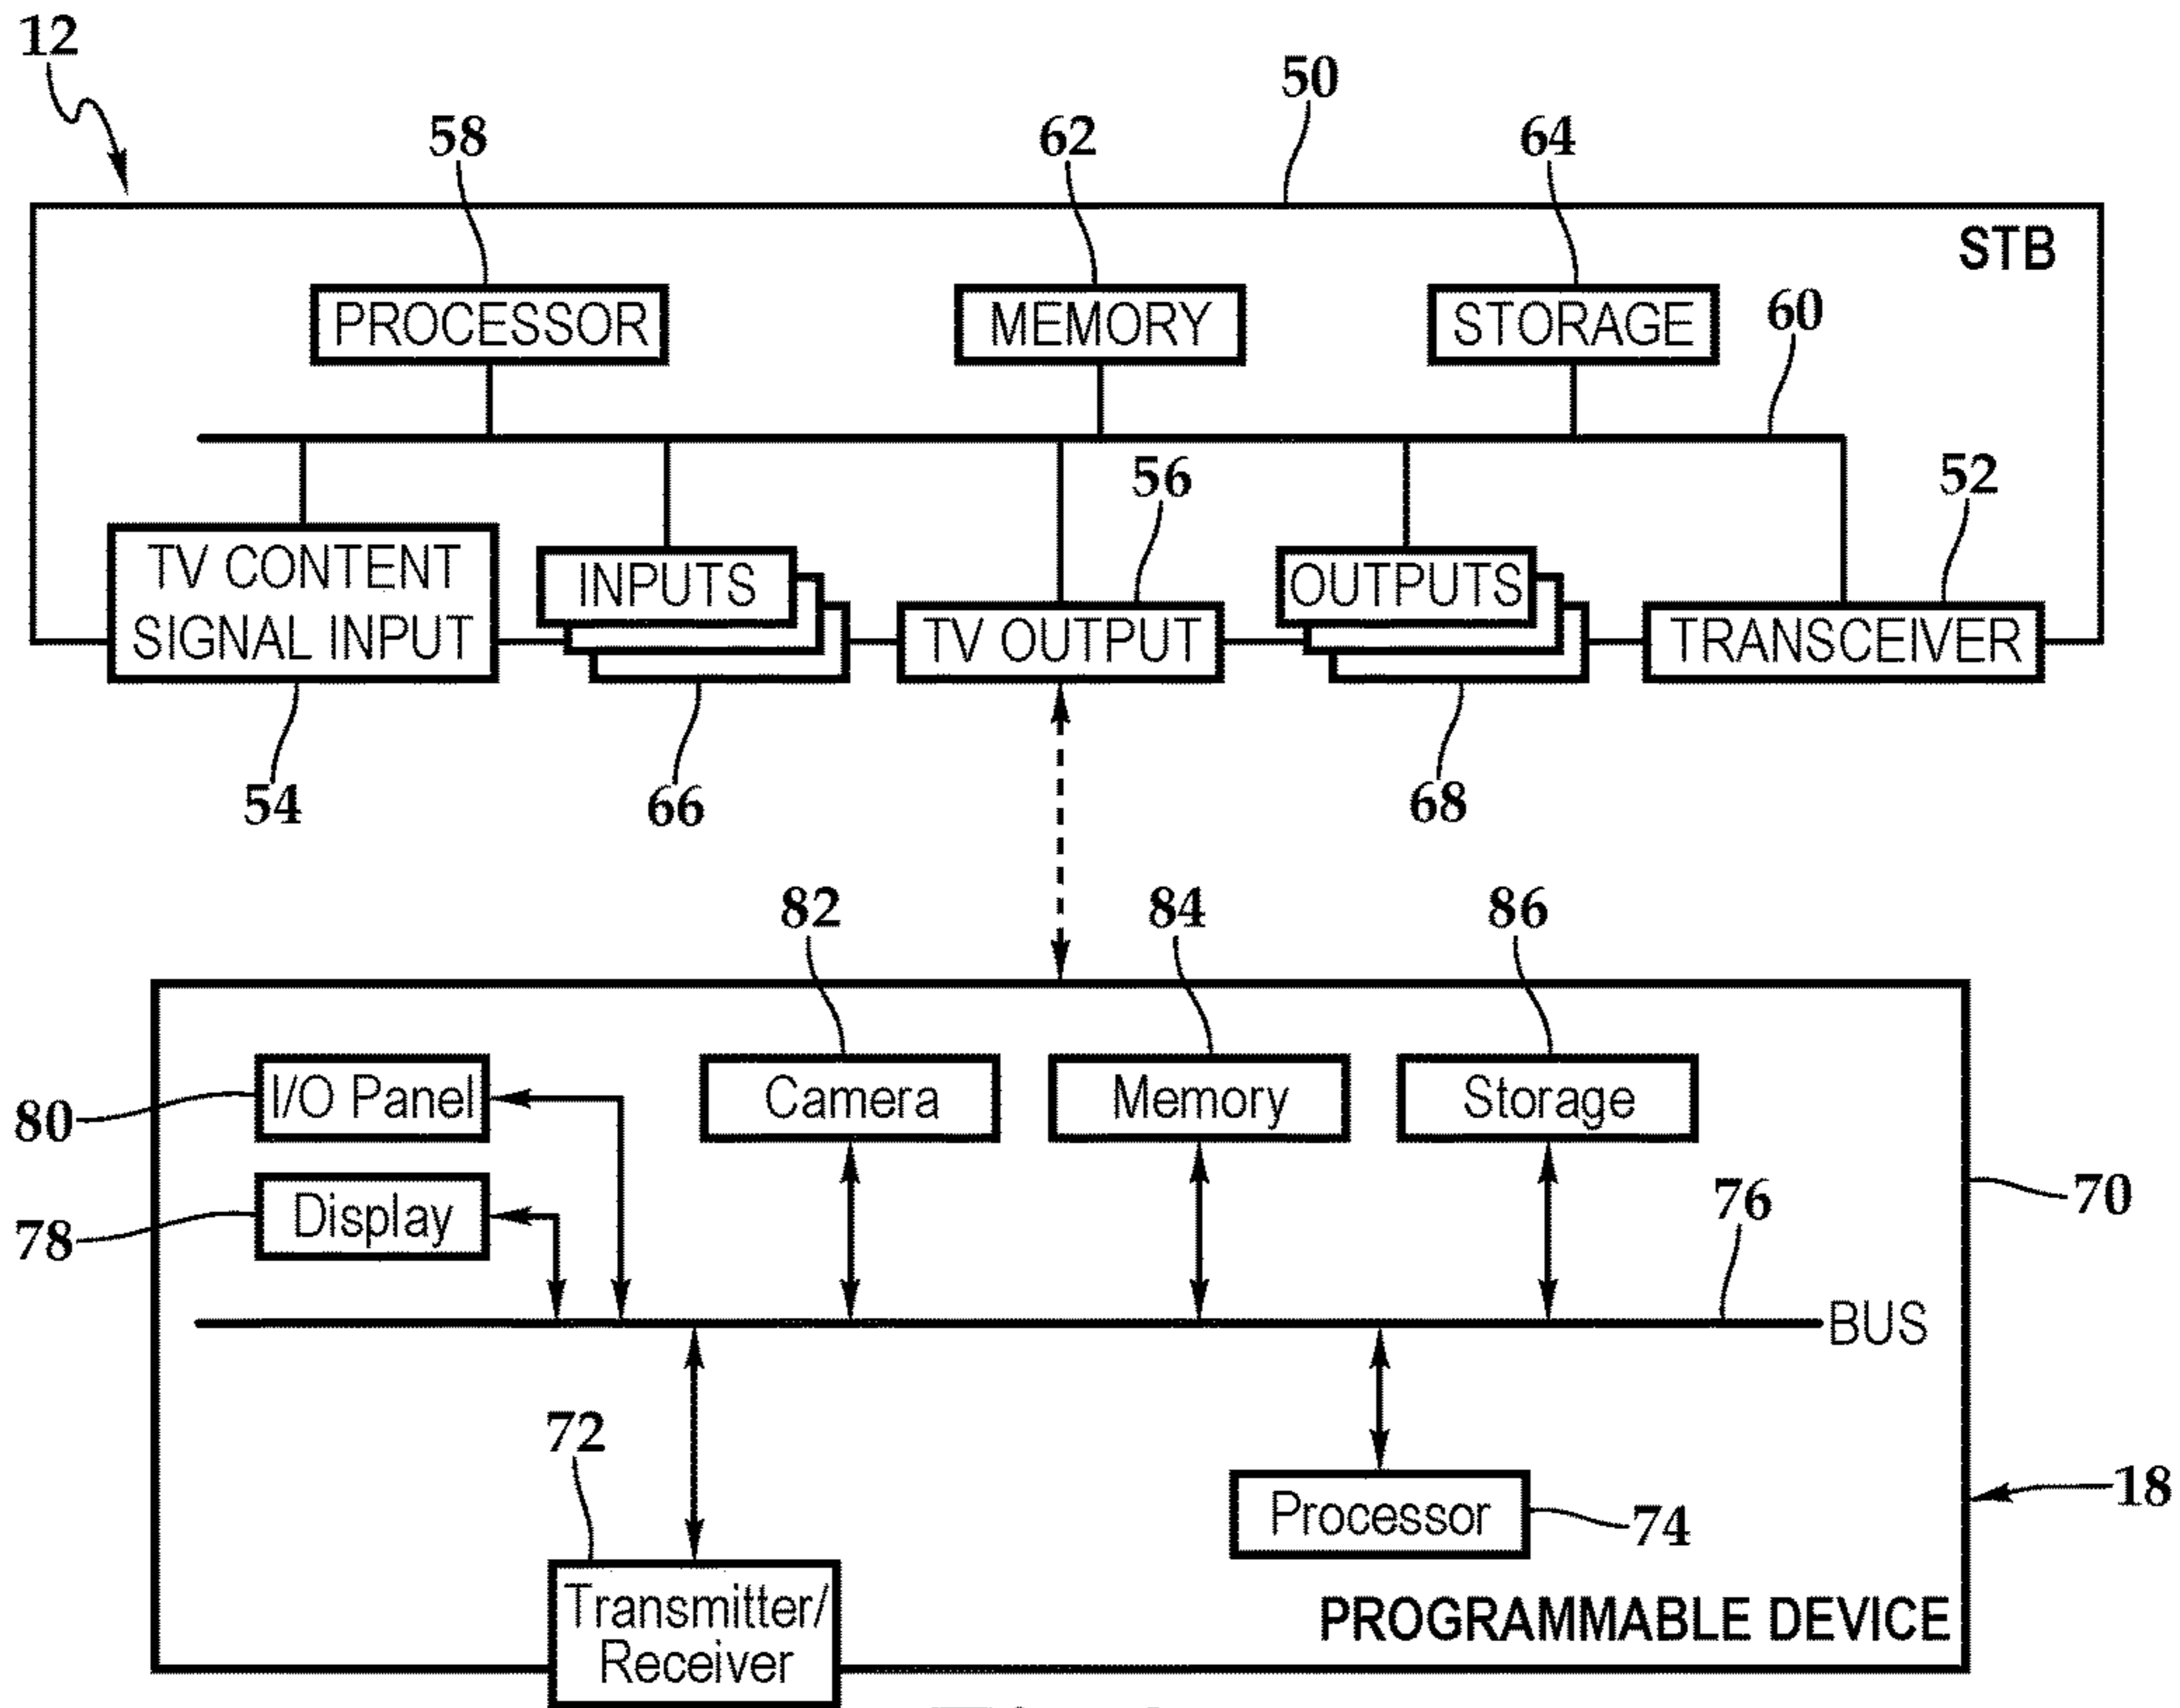 12
50
58
62
64
STB
PROCESSOR
MEMORY
STORAGE
60
56
52
TV CONTENT
SIGNAL INPUT
INPUTS
TV OUTPUT
OUTPUTS
TRANSCEIVER
54
66
68
82
84
86
80
I/O Panel
Camera
Memory
Storage
78
Display
76
70
BUS
72
74
Processor
18
Transmitter/
Receiver
PROGRAMMABLE DEVICE